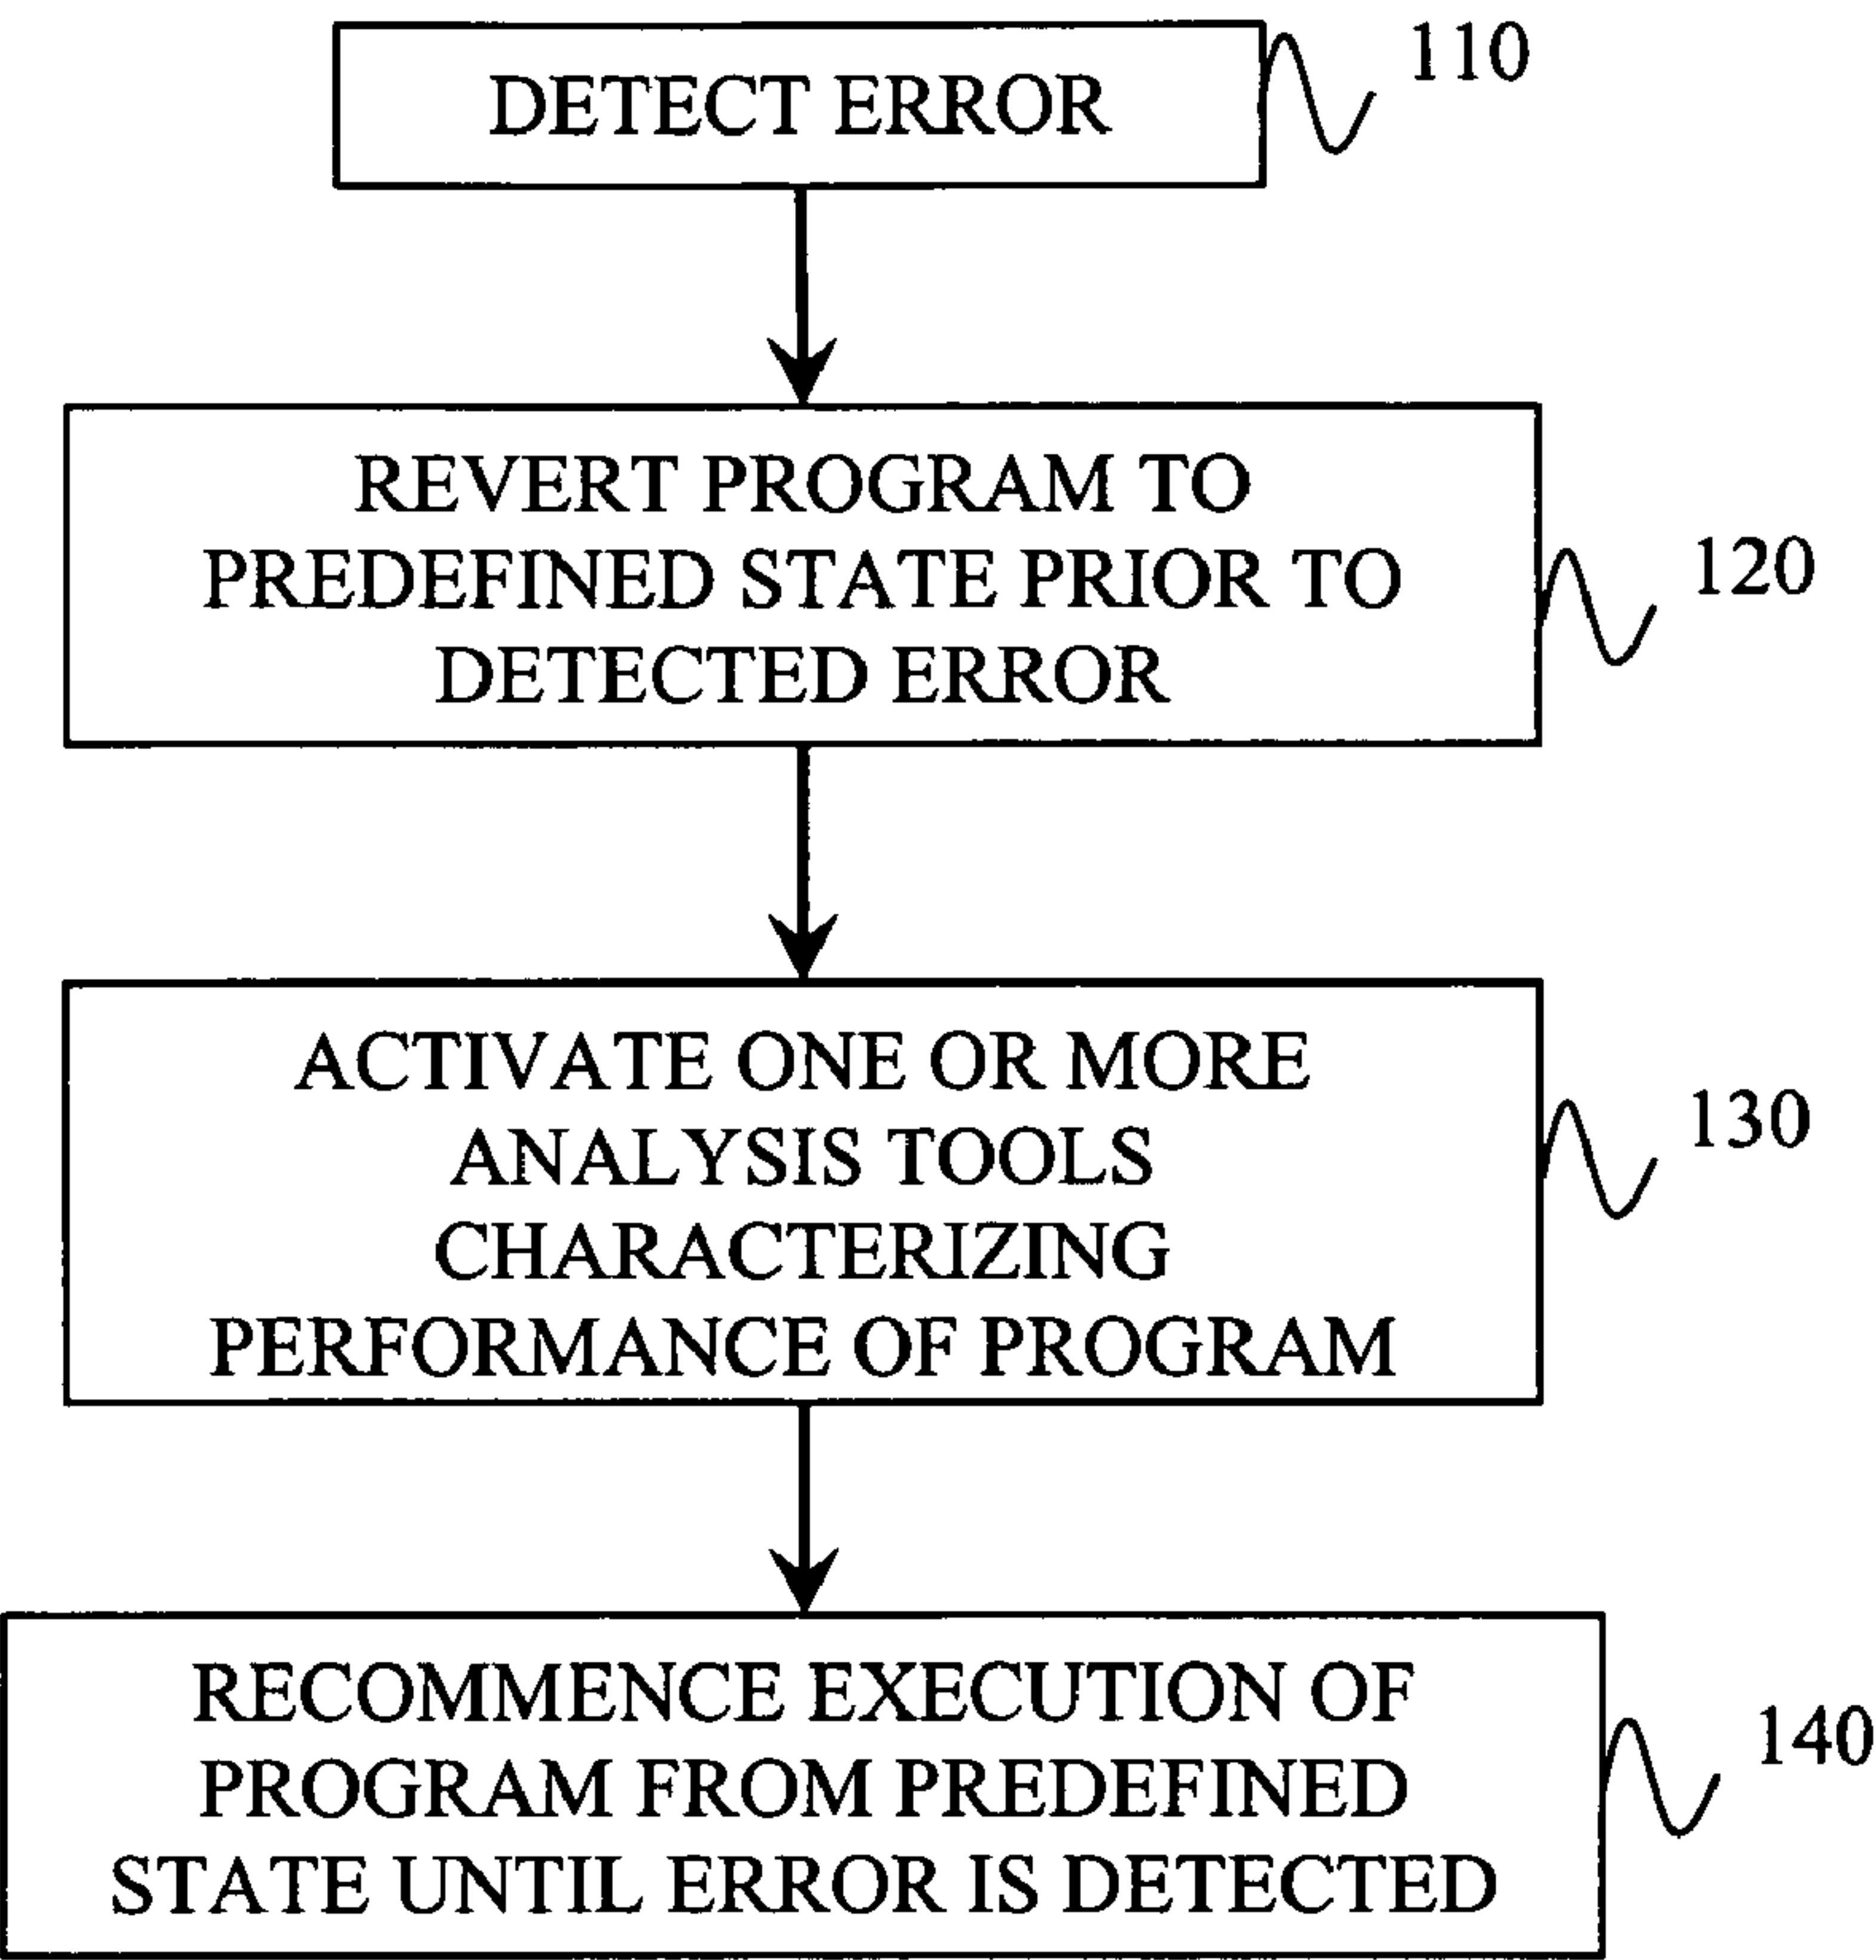 DETECT ERROR
110
REVERT PROGRAM TO
PREDEFINED STATE PRIOR TO
DETECTED ERROR
120
ACTIVATE ONE OR MORE
ANALYSIS TOOLS
CHARACTERIZING
PERFORMANCE OF PROGRAM
130
RECOMMENCE EXECUTION OF
PROGRAM FROM PREDEFINED
STATE UNTIL ERROR IS DETECTED
140